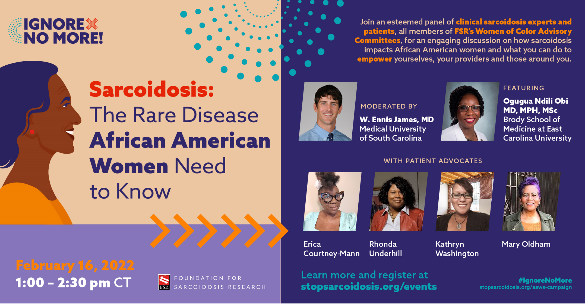 IGNORE
NO MORE!
Sarcoidosis:
The Rare Disease
African American
Women Need
to Know
February 16, 2022
1:00 – 2:30 pm CT
FSR
FOUNDATION FOR
SARCOIDOSIS RESEARCH
Join an esteemed panel of clinical sarcoidosis experts and
patients, all members of FSR's Women of Color Advisory
Committees, for an engaging discussion on how sarcoidosis
impacts African American women and what you can do to
empower yourselves, your providers and those around you.
MODERATED BY
W. Ennis James, MD
Medical University
of South Carolina
FEATURING
Ogugua Ndili Obi
MD, MPH, MSc
Brody School of
Medicine at East
Carolina University
WITH PATIENT ADVOCATES
Erica
Courtney-Mann
Rhonda
Underhill
Kathryn
Washington
Mary Oldham
Learn more and register at
stopsarcoidosis.org/events
#IgnoreNoMore
stopsarcoidosis.org/aawe-campaign